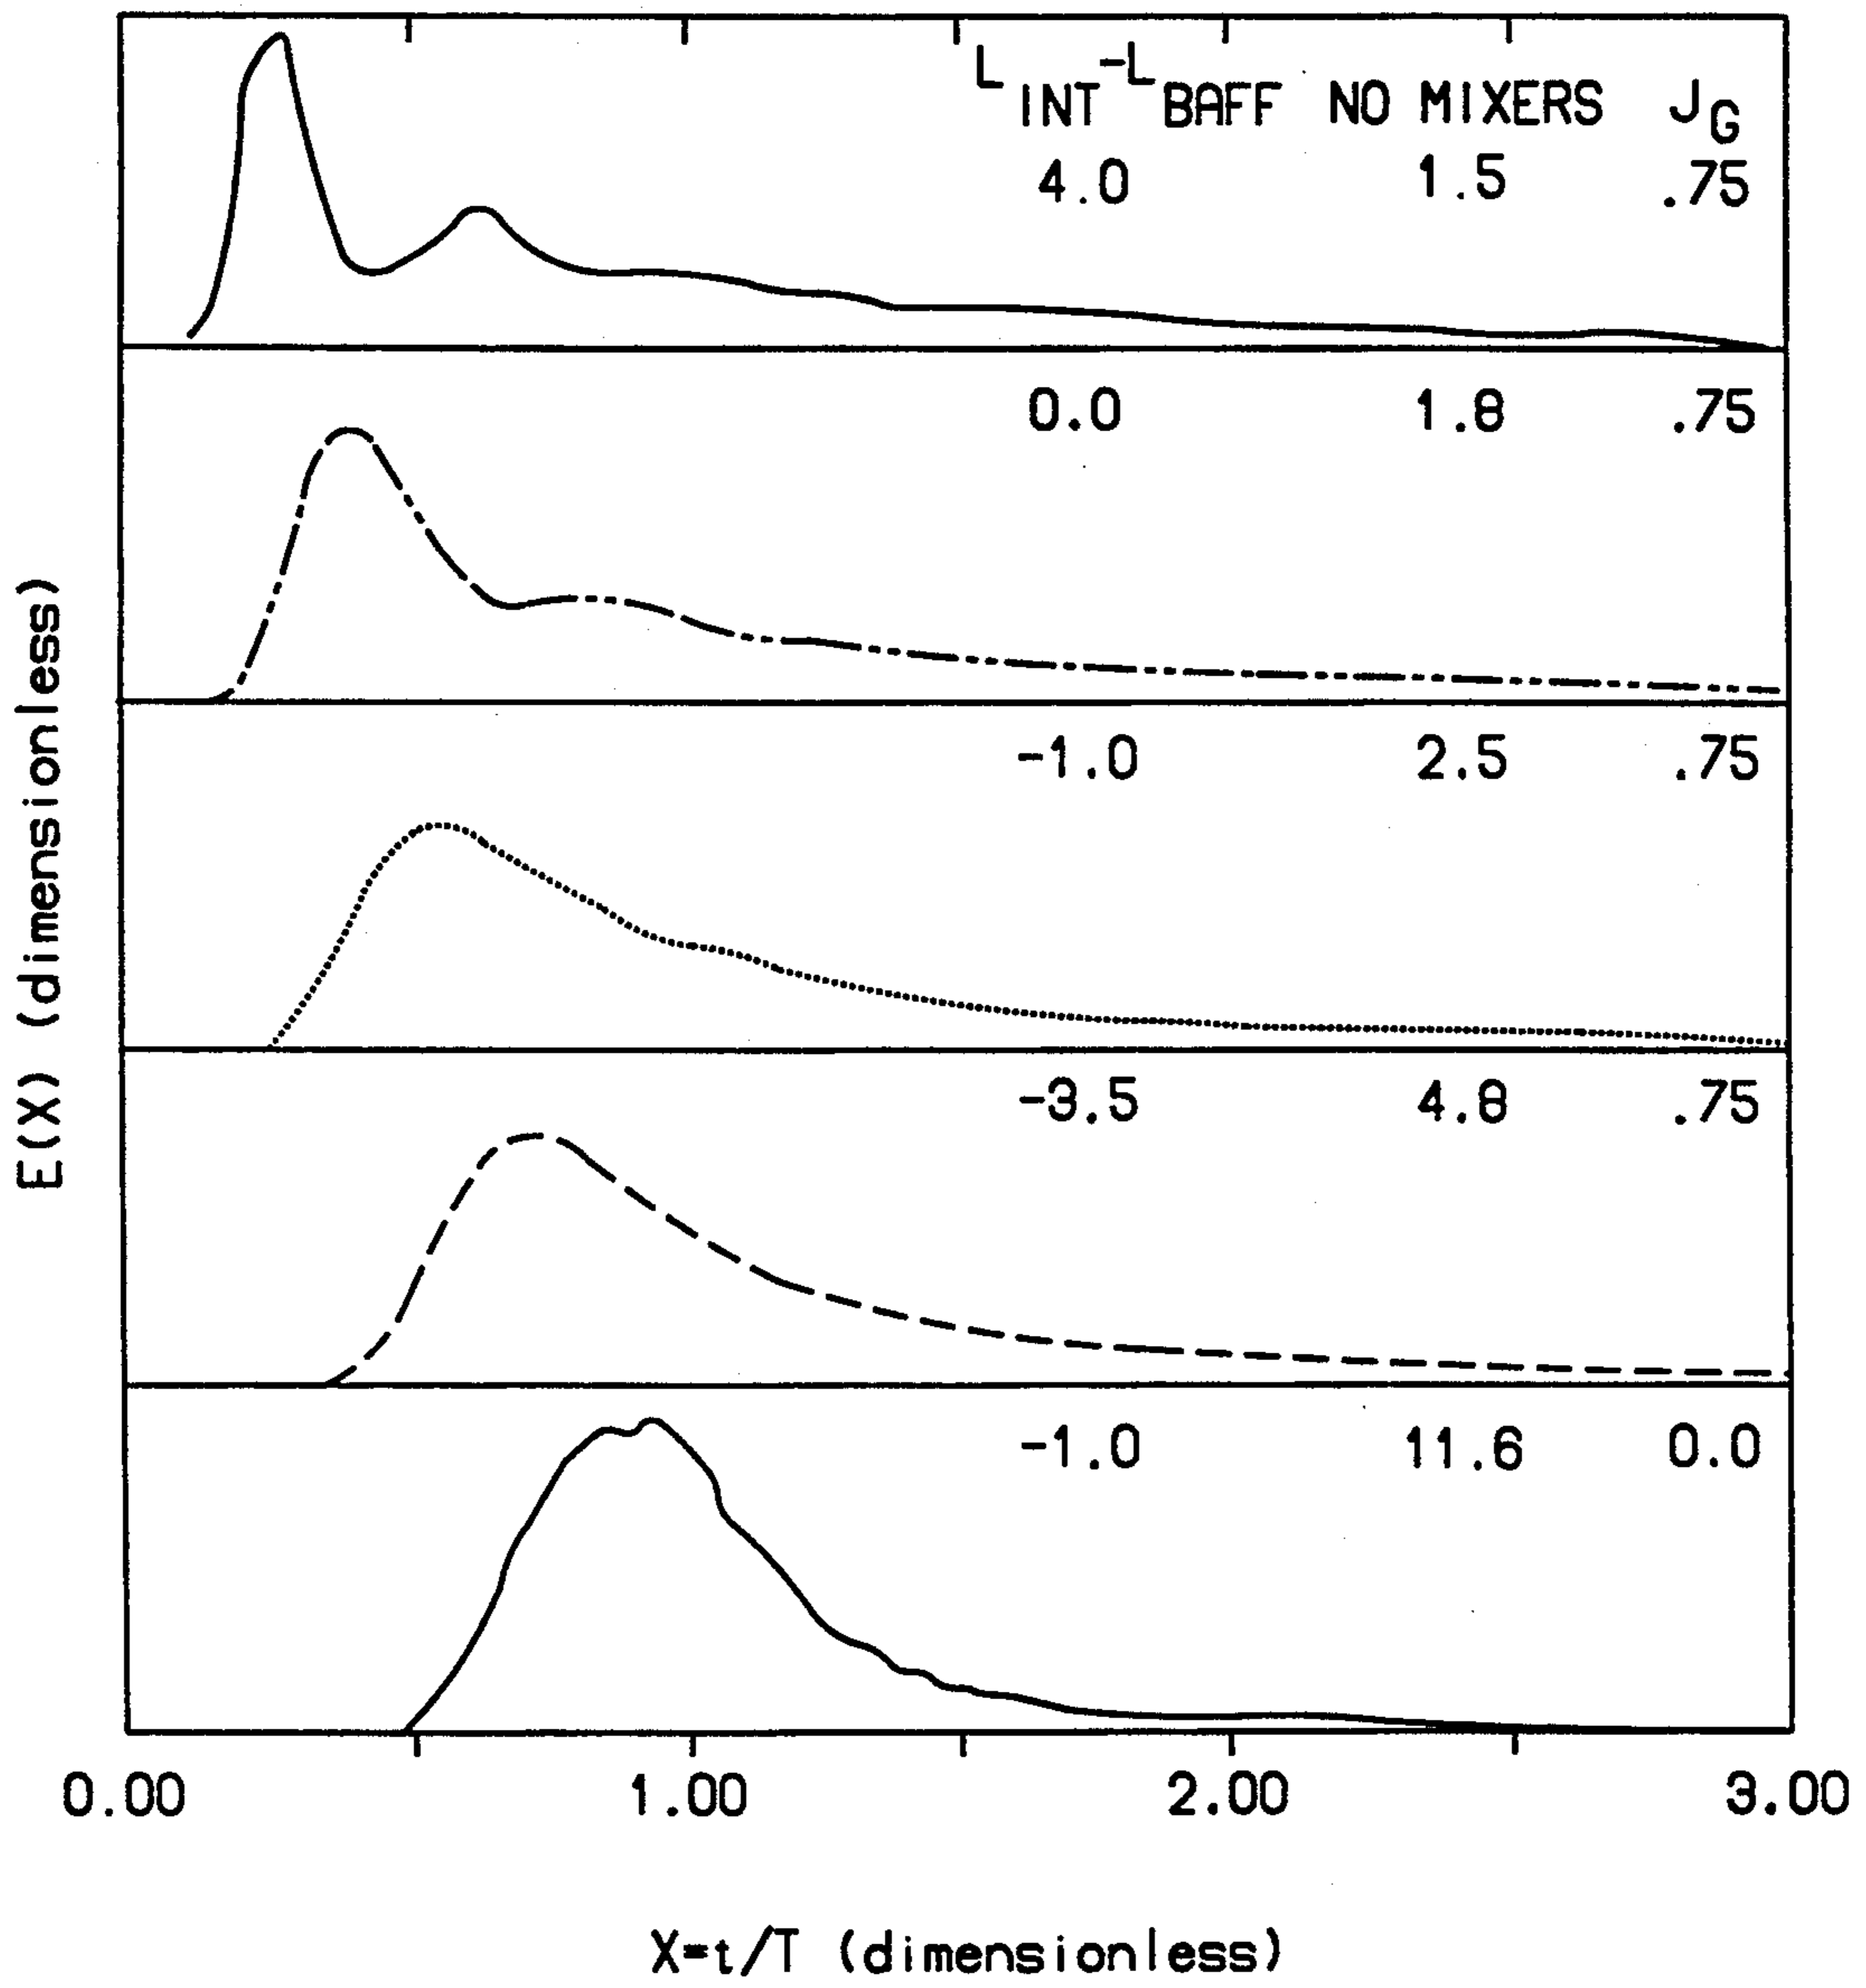 L INT -L BAFF NO MIXERS J G
4.0 1.5 .75
0.0 1.8 .75
-1.0 2.5 .75
-3.5 4.8 .75
-1.0 11.6 0.0
E(X) (dimensionless)
0.00 1.00 2.00 3.00
X=t/T (dimensionless)